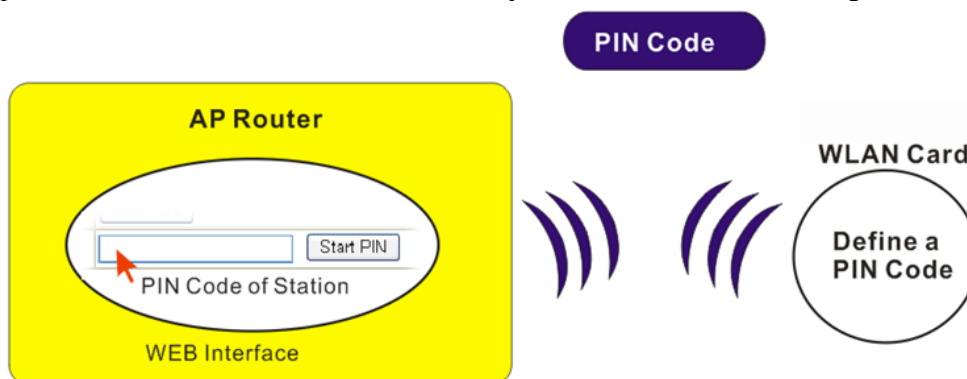 PIN Code
AP Router
Start PIN
PIN Code of Station
WEB Interface
WLAN Card
Define a
PIN Code